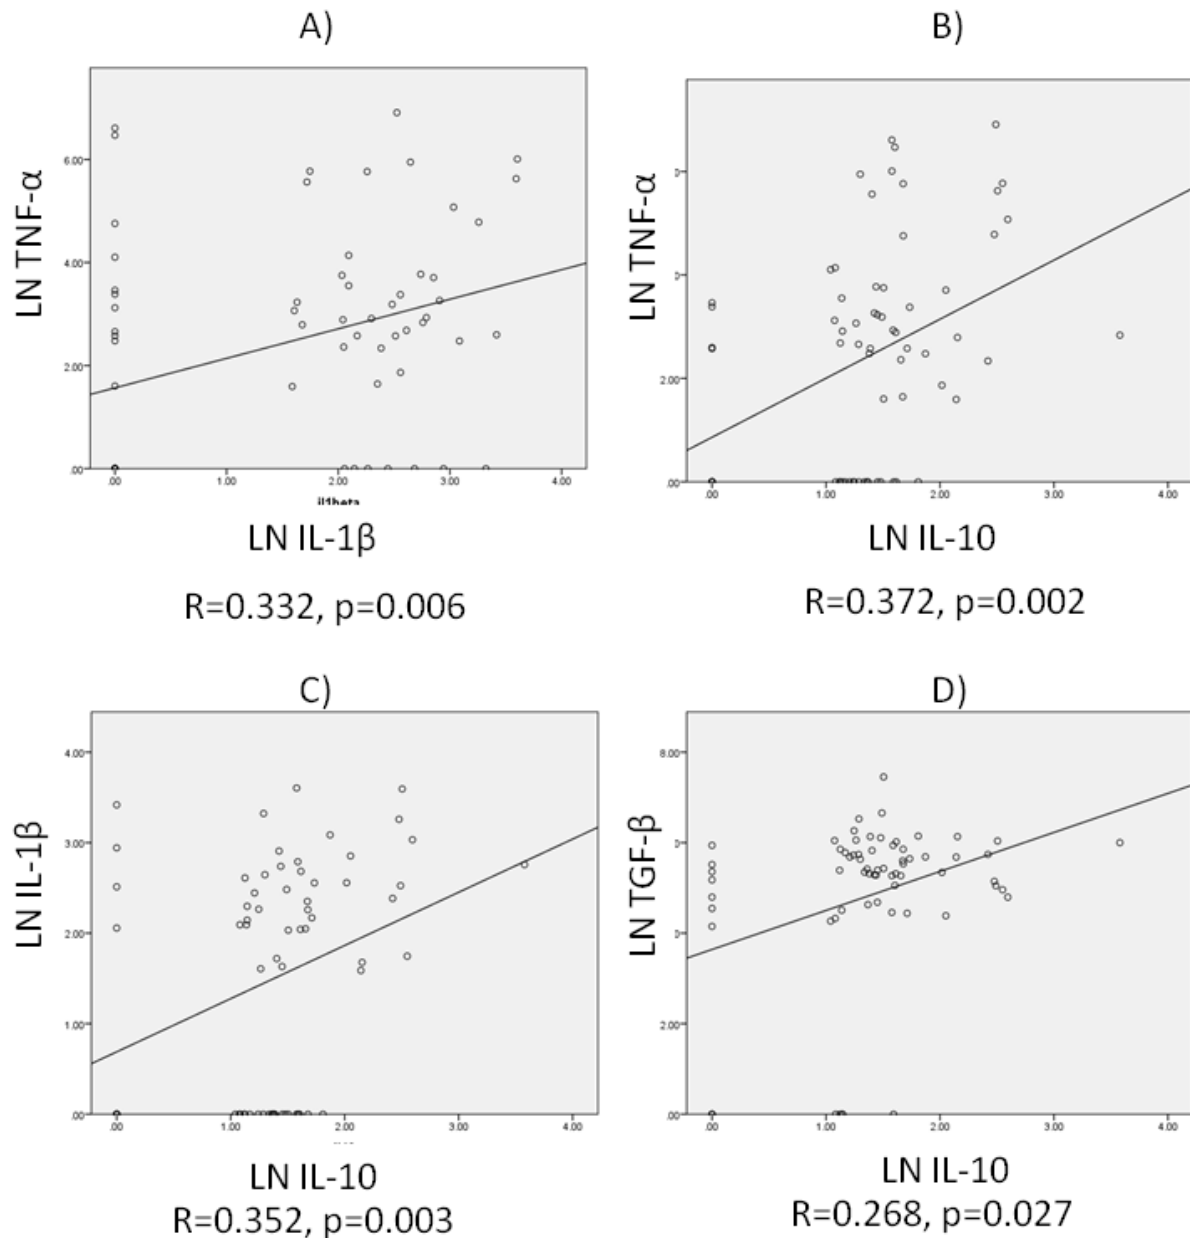 A)
B)
LN TNF-α
6.00
4.00
2.00
.00
.00
1.00
2.00
3.00
4.00
il1beta
LN IL-1β
R=0.332, p=0.006
LN TNF-α
2.00
.00
.00
1.00
2.00
3.00
4.00
LN IL-10
R=0.372, p=0.002
C)
D)
LN IL-1β
4.00
3.00
2.00
1.00
.00
.00
1.00
2.00
3.00
4.00
LN IL-10
R=0.352, p=0.003
LN TGF-β
8.00
2.00
.00
.00
1.00
2.00
3.00
4.00
LN IL-10
R=0.268, p=0.027